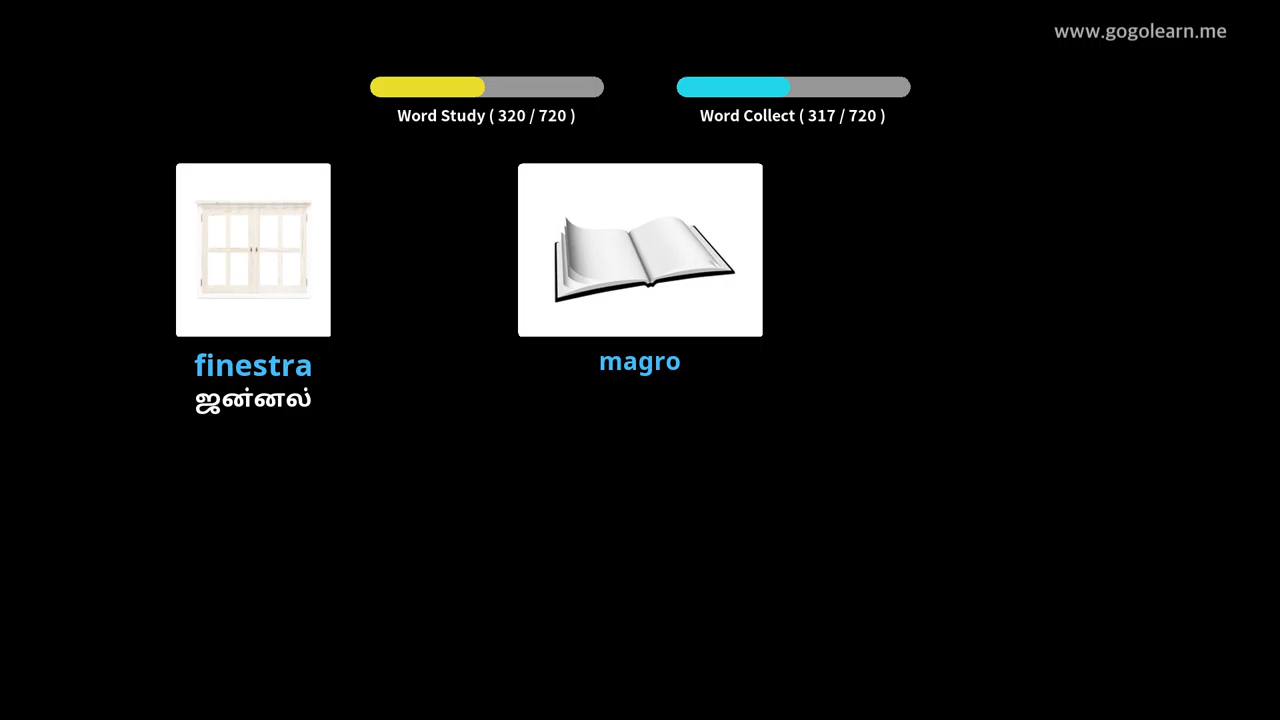 www.gogolearn.me
Word Study ( 320 / 720 )
Word Collect ( 317 / 720 )
finestra
ஜன்னல்
magro